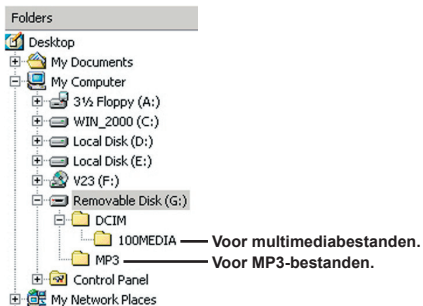 Folders
Desktop
My Documents
My Computer
3½ Floppy (A:)
WIN_2000 (C:)
Local Disk (D:)
Local Disk (E:)
V23 (F:)
Removable Disk (G:)
DCIM
100MEDIA Voor multimediabestanden.
MP3 Voor MP3-bestanden.
Control Panel
My Network Places